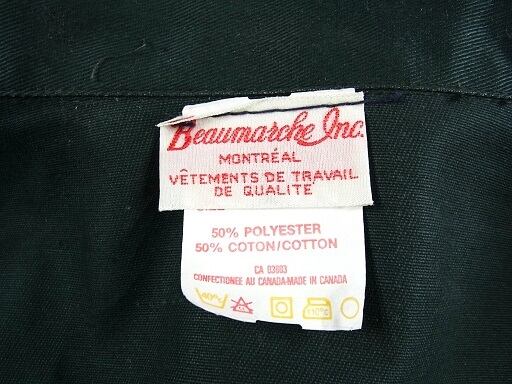 Beaumarche Inc.
MONTRÉAL
VÊTEMENTS DE TRAVAIL
DE QUALITÉ
50% POLYESTER
50% COTON/COTTON
CA 03603
CONFECTIONEE AU CANADA-MADE IN CANADA